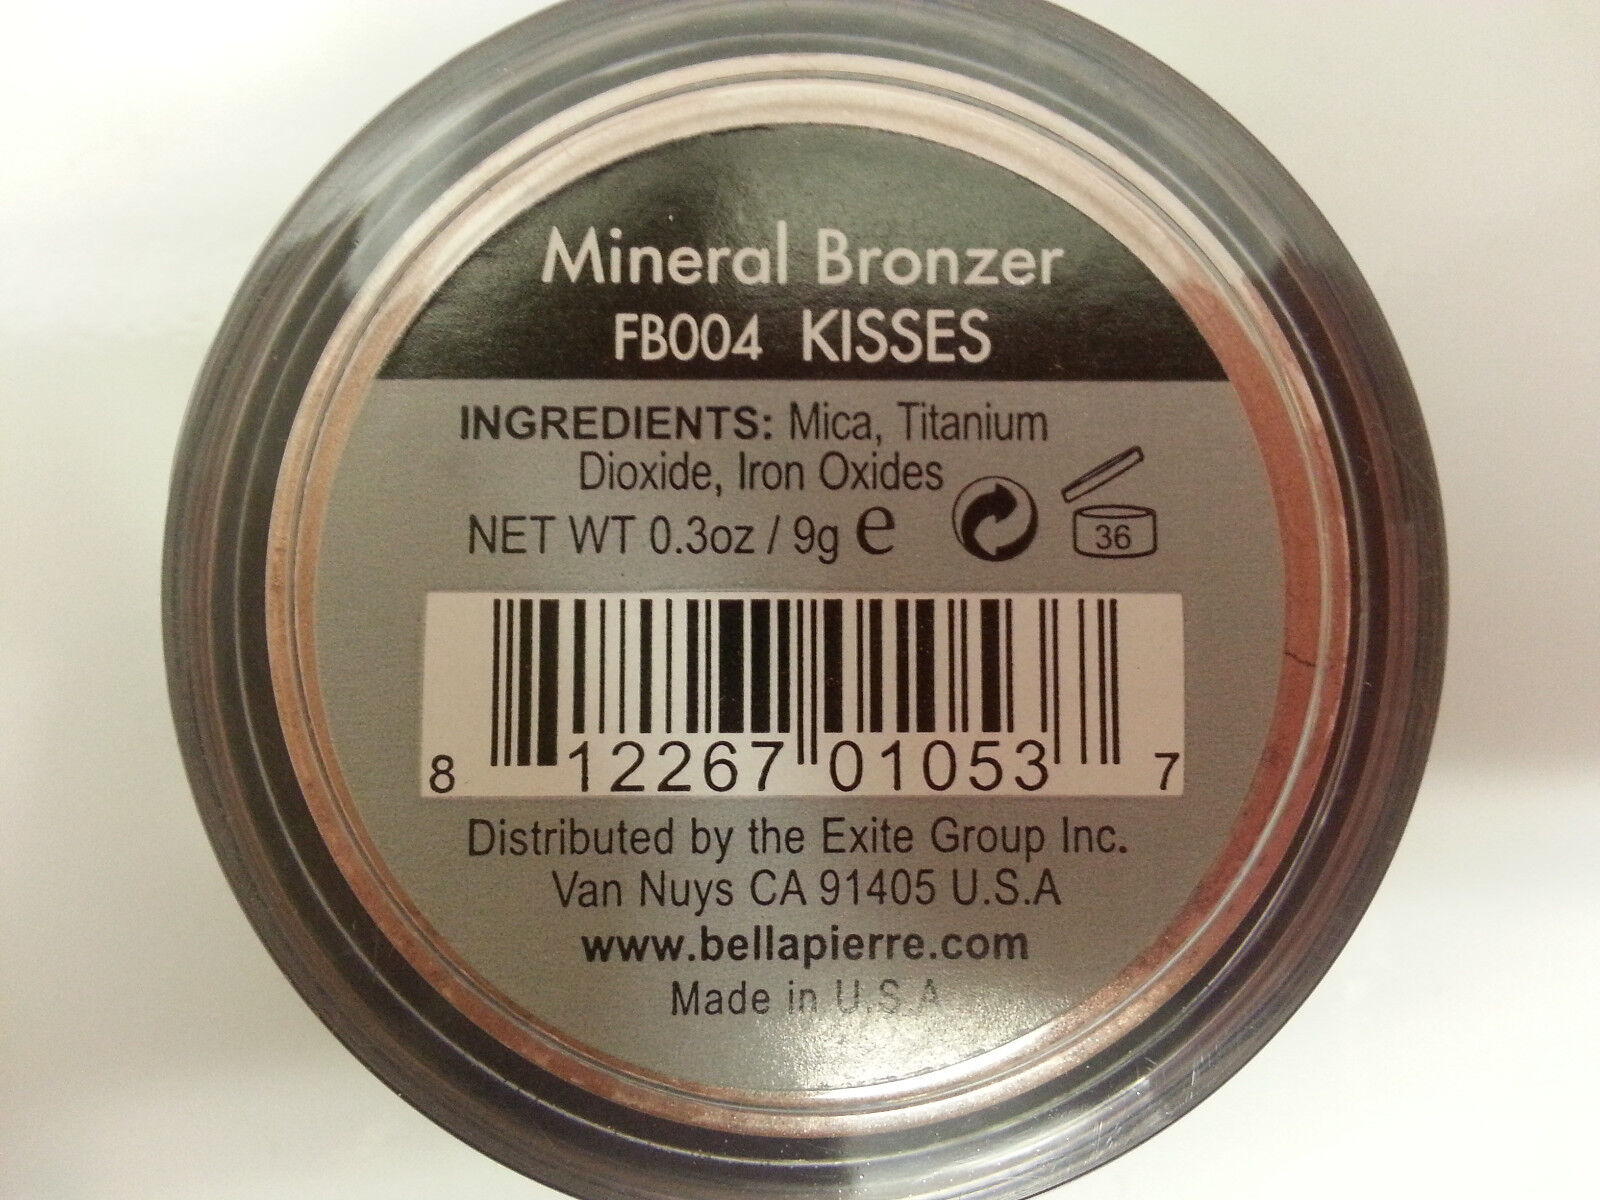 Mineral Bronzer
FB004 KISSES
INGREDIENTS: Mica, Titanium
Dioxide, Iron Oxides
NET WT 0.3oz / 9g e
36
8 12267 01053 7
Distributed by the Exite Group Inc.
Van Nuys CA 91405 U.S.A
www.bellapierre.com
Made in U.S.A